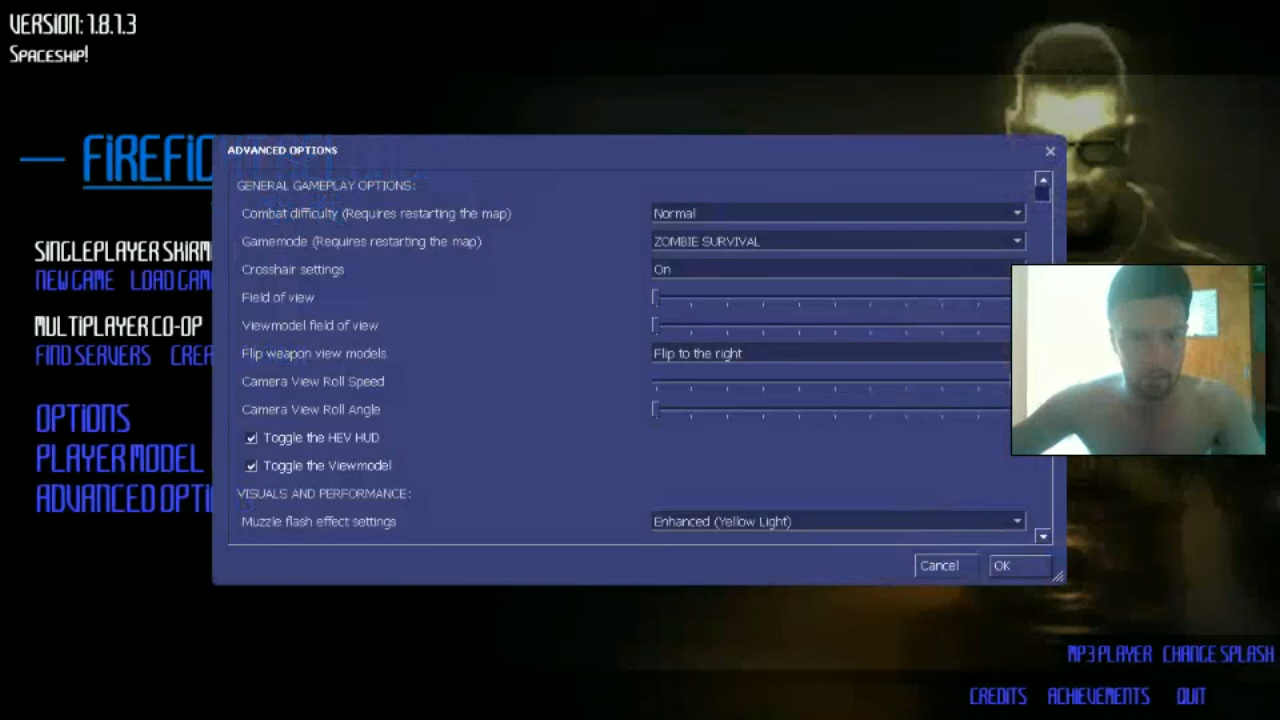 VERSION: 1.8.1.3
SPACESHIP!
ADVANCED OPTIONS
GENERAL GAMEPLAY OPTIONS:
Combat difficulty (Requires restarting the map) Normal
Gamemode (Requires restarting the map) ZOMBIE SURVIVAL
Crosshair settings On
Field of view
Viewmodel field of view
Flip weapon view models Flip to the right
Camera View Roll Speed
Camera View Roll Angle
Toggle the HEV HUD
Toggle the Viewmodel
VISUALS AND PERFORMANCE:
Muzzle flash effect settings Enhanced (Yellow Light)
Cancel OK
SINGLEPLAYER
NEW GAME LOAD
MULTIPLAYER CO-OP
FIND SERVERS
OPTIONS
PLAYER MODEL
ADVANCED
MP3 PLAYER CHANGE SPLASH
CREDITS ACHIEVEMENTS QUIT